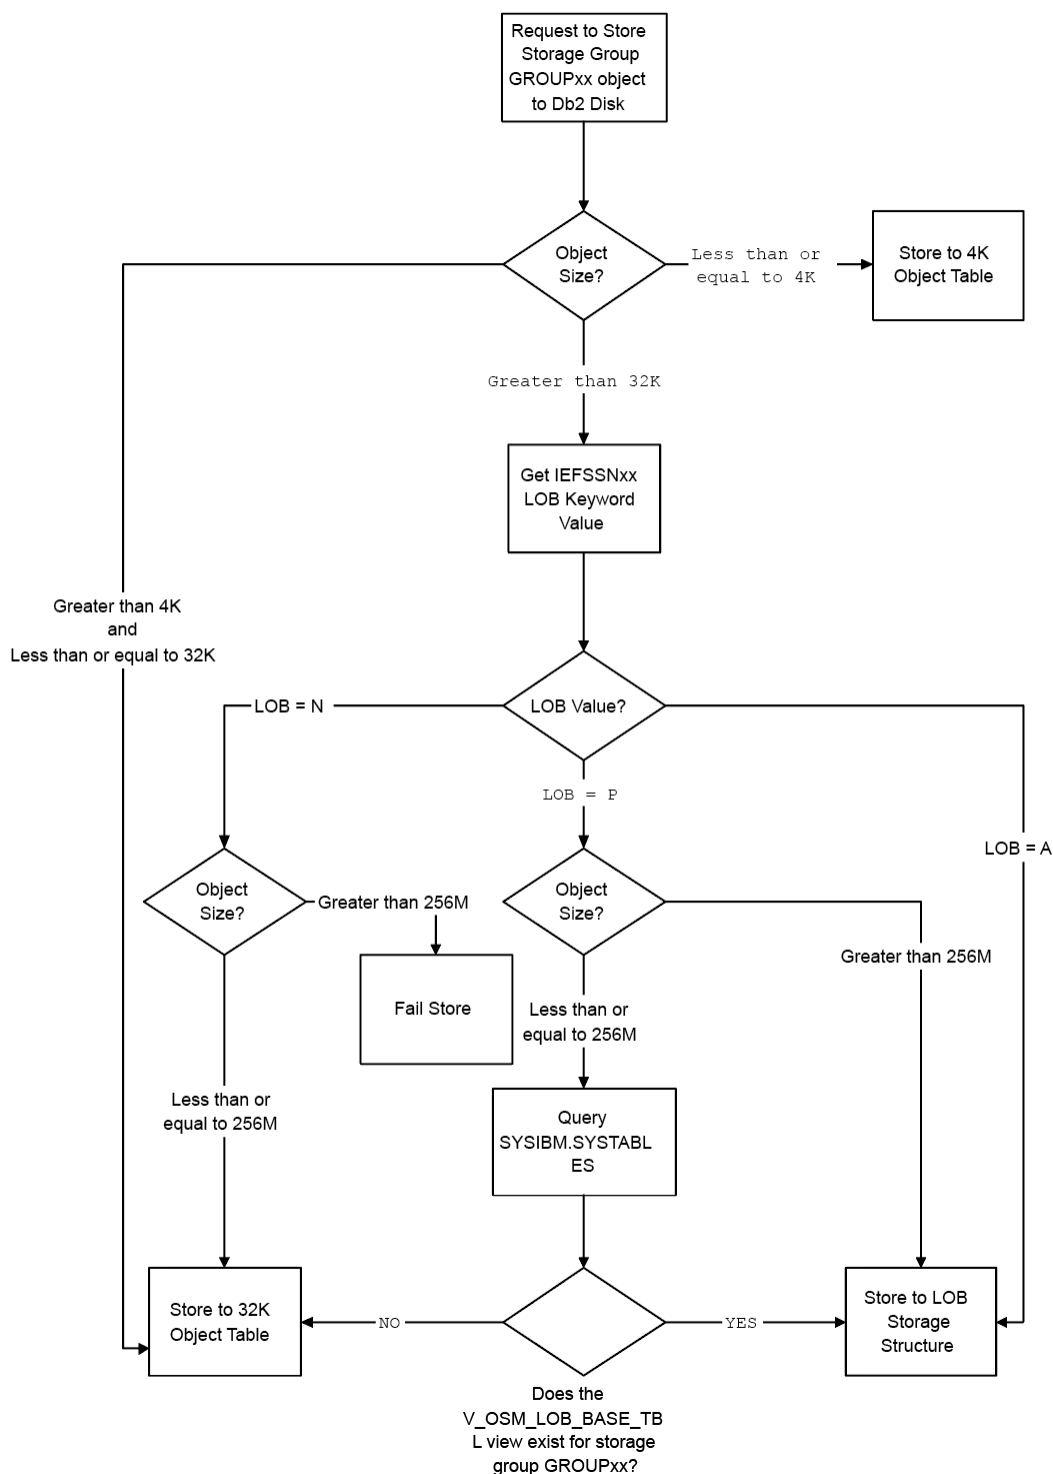 Request to Store
Storage Group
GROUPxx object
to Db2 Disk
Object
Size?
Less than or
equal to 4K
Store to 4K
Object Table
Greater than 32K
Get IEFSSNxx
LOB Keyword
Value
Greater than 4K
and
Less than or equal to 32K
LOB = N
LOB Value?
LOB = P
LOB = A
Object
Size?
Greater than 256M
Object
Size?
Greater than 256M
Fail Store
Less than or
equal to 256M
Less than or
equal to 256M
Query
SYSIBM.SYSTABL
ES
Store to 32K
Object Table
NO
YES
Store to LOB
Storage
Structure
Does the
V_OSM_LOB_BASE_TB
L view exist for storage
group GROUPxx?